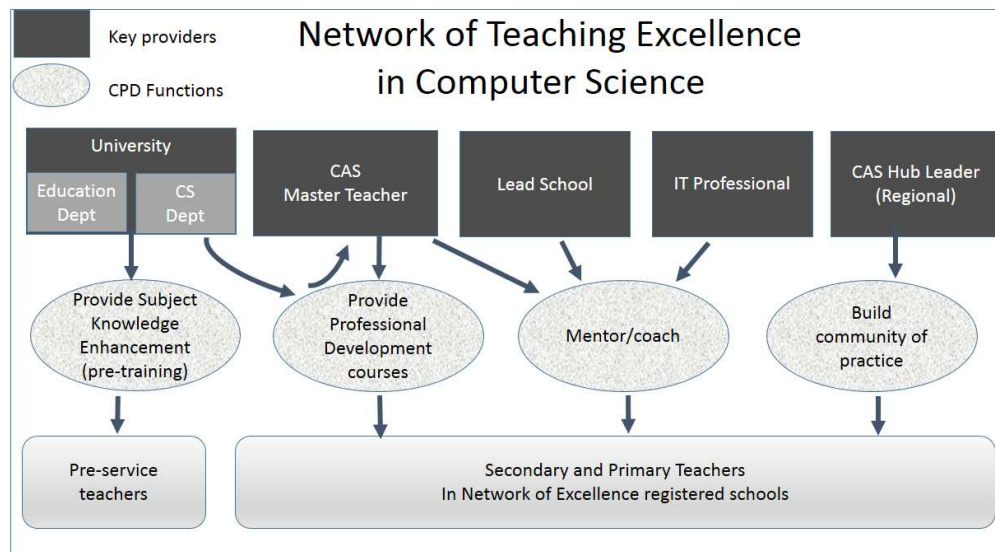 Key providers
CPD Functions
Network of Teaching Excellence
in Computer Science
University
Education
Dept
CS
Dept
CAS
Master Teacher
Lead School
IT Professional
CAS Hub Leader
(Regional)
Provide Subject
Knowledge
Enhancement
(pre-training)
Provide
Professional
Development
courses
Mentor/coach
Build
community of
practice
Pre-service
teachers
Secondary and Primary Teachers
In Network of Excellence registered schools